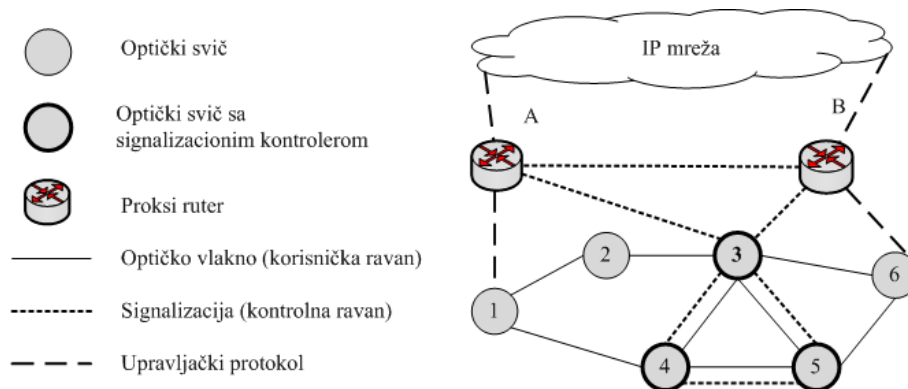 Optički svič
Optički svič sa
signalizacionim kontrolerom
Proksi ruter
Optičko vlakno (korisnička ravan)
Signalizacija (kontrolna ravan)
Upravljački protokol
IP mreža
A
B
2
3
6
1
4
5